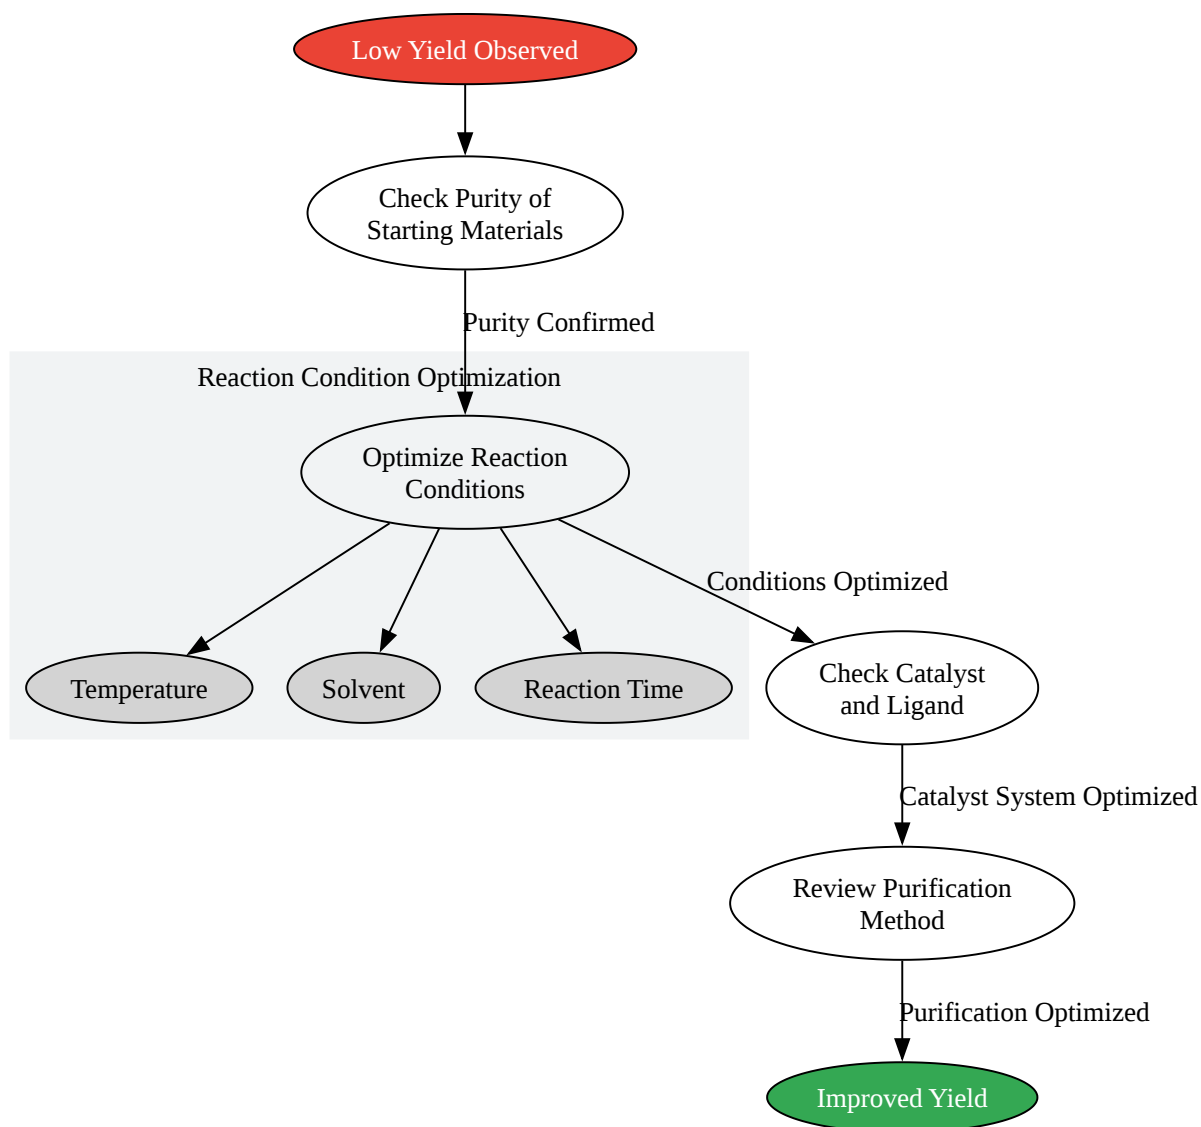 Low Yield Observed
Check Purity of
Starting Materials
Purity Confirmed
Reaction Condition Optimization
Optimize Reaction
Conditions
Conditions Optimized
Temperature
Solvent
Reaction Time
Check Catalyst
and Ligand
Catalyst System Optimized
Review Purification
Method
Purification Optimized
Improved Yield